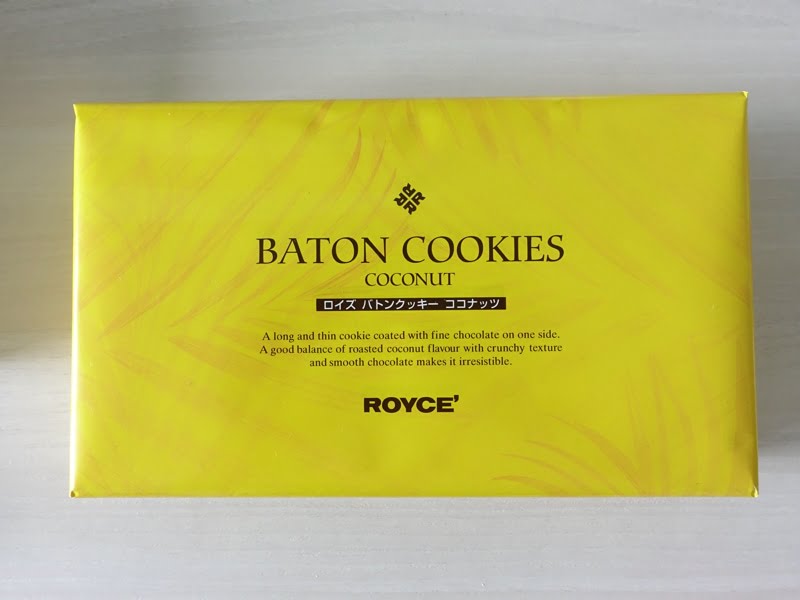 BATON COOKIES
COCONUT
ロイズ バトンクッキー ココナッツ
A long and thin cookie coated with fine chocolate on one side.
A good balance of roasted coconut flavour with crunchy texture
and smooth chocolate makes it irresistible.
ROYCE'